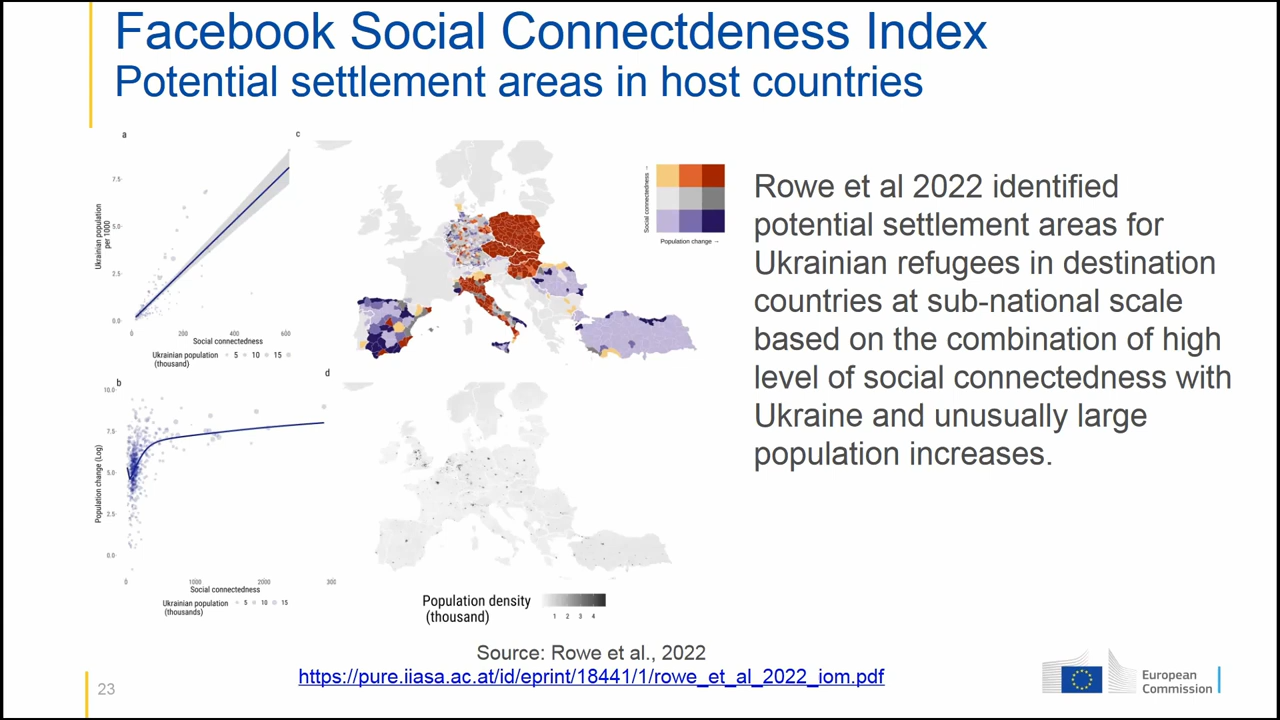 Facebook Social Connectdeness Index
Potential settlement areas in host countries
a
Ukrainian population
per 1000
7.5
5.0
2.5
0.0
0 200 400 600
Social connectedness
Ukrainian population 5 10 15
(thousand)
c
Social connectedness →
Population change →
Rowe et al 2022 identified
potential settlement areas for
Ukrainian refugees in destination
countries at sub-national scale
based on the combination of high
level of social connectedness with
Ukraine and unusually large
population increases.
b
Population change (Log)
10.0
7.5
5.0
2.5
0.0
0 1000 2000 300
Social connectedness
Ukrainian population 5 10 15
(thousands)
d
Population density
(thousand)
1 2 3 4
Source: Rowe et al., 2022
https://pure.iiasa.ac.at/id/eprint/18441/1/rowe_et_al_2022_iom.pdf
23
European
Commission